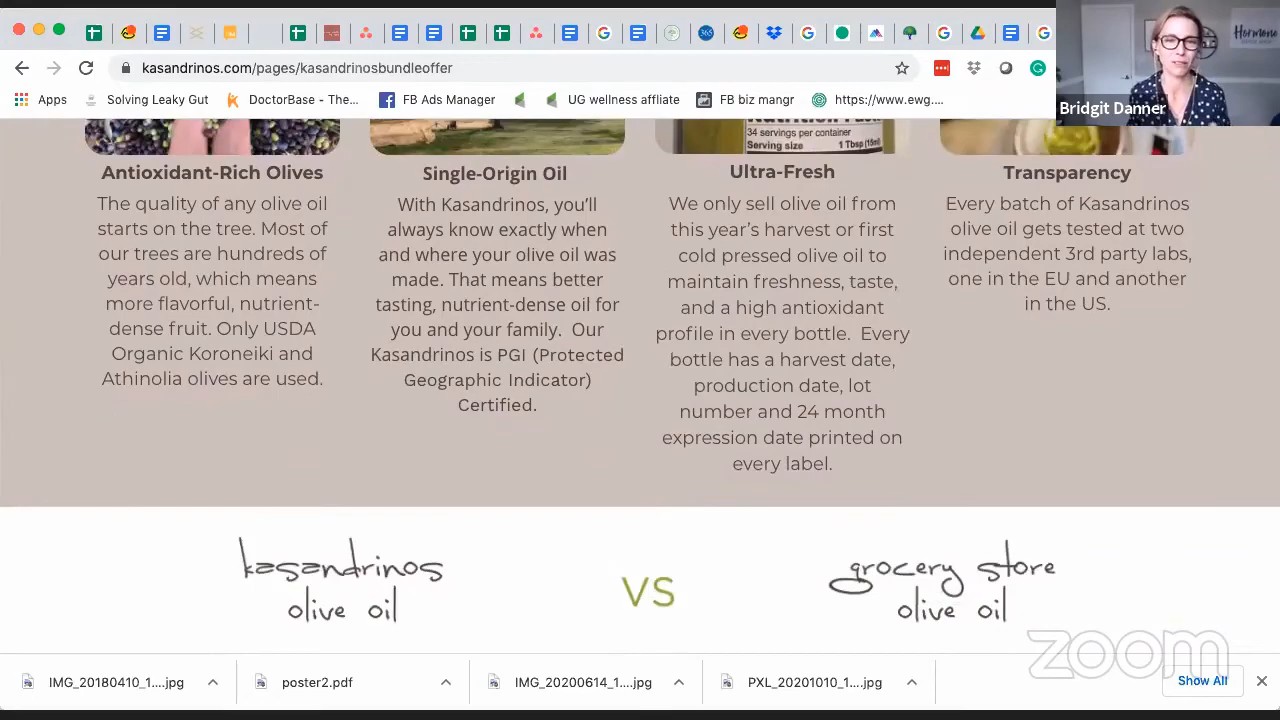 kasandrinos.com/pages/kasandrinosbundleoffer
Apps
Solving Leaky Gut
DoctorBase - The...
FB Ads Manager
UG wellness affliate
FB biz mangr
https://www.ewg....
365
Hormone
Bridgit Danner
34 servings per container
Serving size 1 Tbsp (15ml)
Antioxidant-Rich Olives
The quality of any olive oil
starts on the tree. Most of
our trees are hundreds of
years old, which means
more flavorful, nutrient-
dense fruit. Only USDA
Organic Koroneiki and
Athinolia olives are used.
Single-Origin Oil
With Kasandrinos, you'll
always know exactly when
and where your olive oil was
made. That means better
tasting, nutrient-dense oil for
you and your family. Our
Kasandrinos is PGI (Protected
Geographic Indicator)
Certified.
Ultra-Fresh
We only sell olive oil from
this year's harvest or first
cold pressed olive oil to
maintain freshness, taste,
and a high antioxidant
profile in every bottle. Every
bottle has a harvest date,
production date, lot
number and 24 month
expression date printed on
every label.
Transparency
Every batch of Kasandrinos
olive oil gets tested at two
independent 3rd party labs,
one in the EU and another
in the US.
kasandrinos
olive oil
VS
grocery store
olive oil
zoom
IMG_20180410_1....jpg
poster2.pdf
IMG_20200614_1....jpg
PXL_20201010_1....jpg
Show All